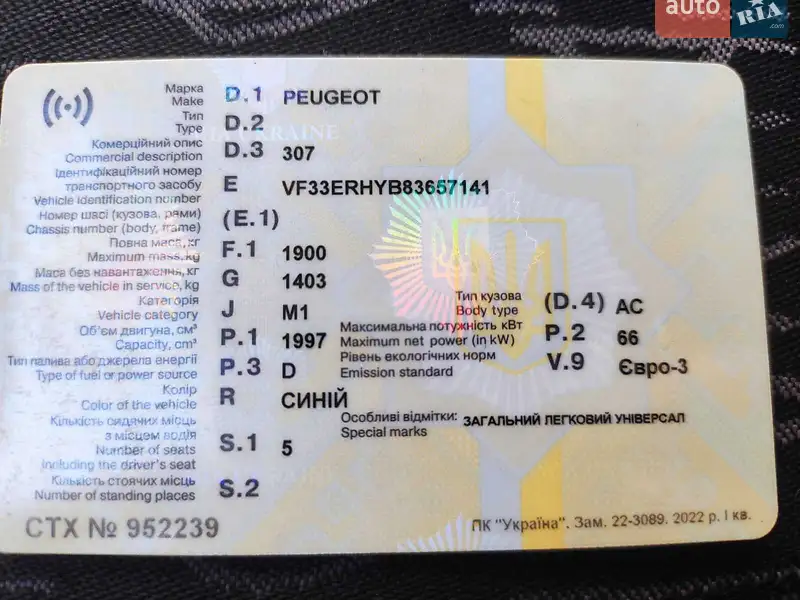 auto RIA .com
Марка D.1 PEUGEOT
Make
Тип D.2
Type
UKRAINE
Комерційний опис D.3 307
Commercial description
Ідентифікаційний номер
транспортного засобу E VF33ERHYB83657141
Vehicle identification number
Номер шасі (кузова, рами) (E.1)
Chassis number (body, frame)
Повна маса, кг F.1 1900
Maximum mass, kg
Маса без навантаження, кг G 1403
Mass of the vehicle in service, kg
Категорія J M1 Тип кузова (D.4) AC
Vehicle category Body type
Об'єм двигуна, см³ P.1 1997 Максимальна потужність кВт P.2 66
Capacity, cm³ Maximum net power (in kW)
Тип палива або джерела енергії P.3 D Рівень екологічних норм V.9 Євро-3
Type of fuel or power source Emission standard
Колір R СИНІЙ
Color of the vehicle
Особливі відмітки: ЗАГАЛЬНИЙ ЛЕГКОВИЙ УНІВЕРСАЛ
Special marks
Кількість сидячих місць
з місцем водія S.1 5
Number of seats
including the driver's seat
Кількість стоячих місць S.2
Number of standing places
СТХ № 952239
ПК "Україна". Зам. 22-3089. 2022 р. І кв.